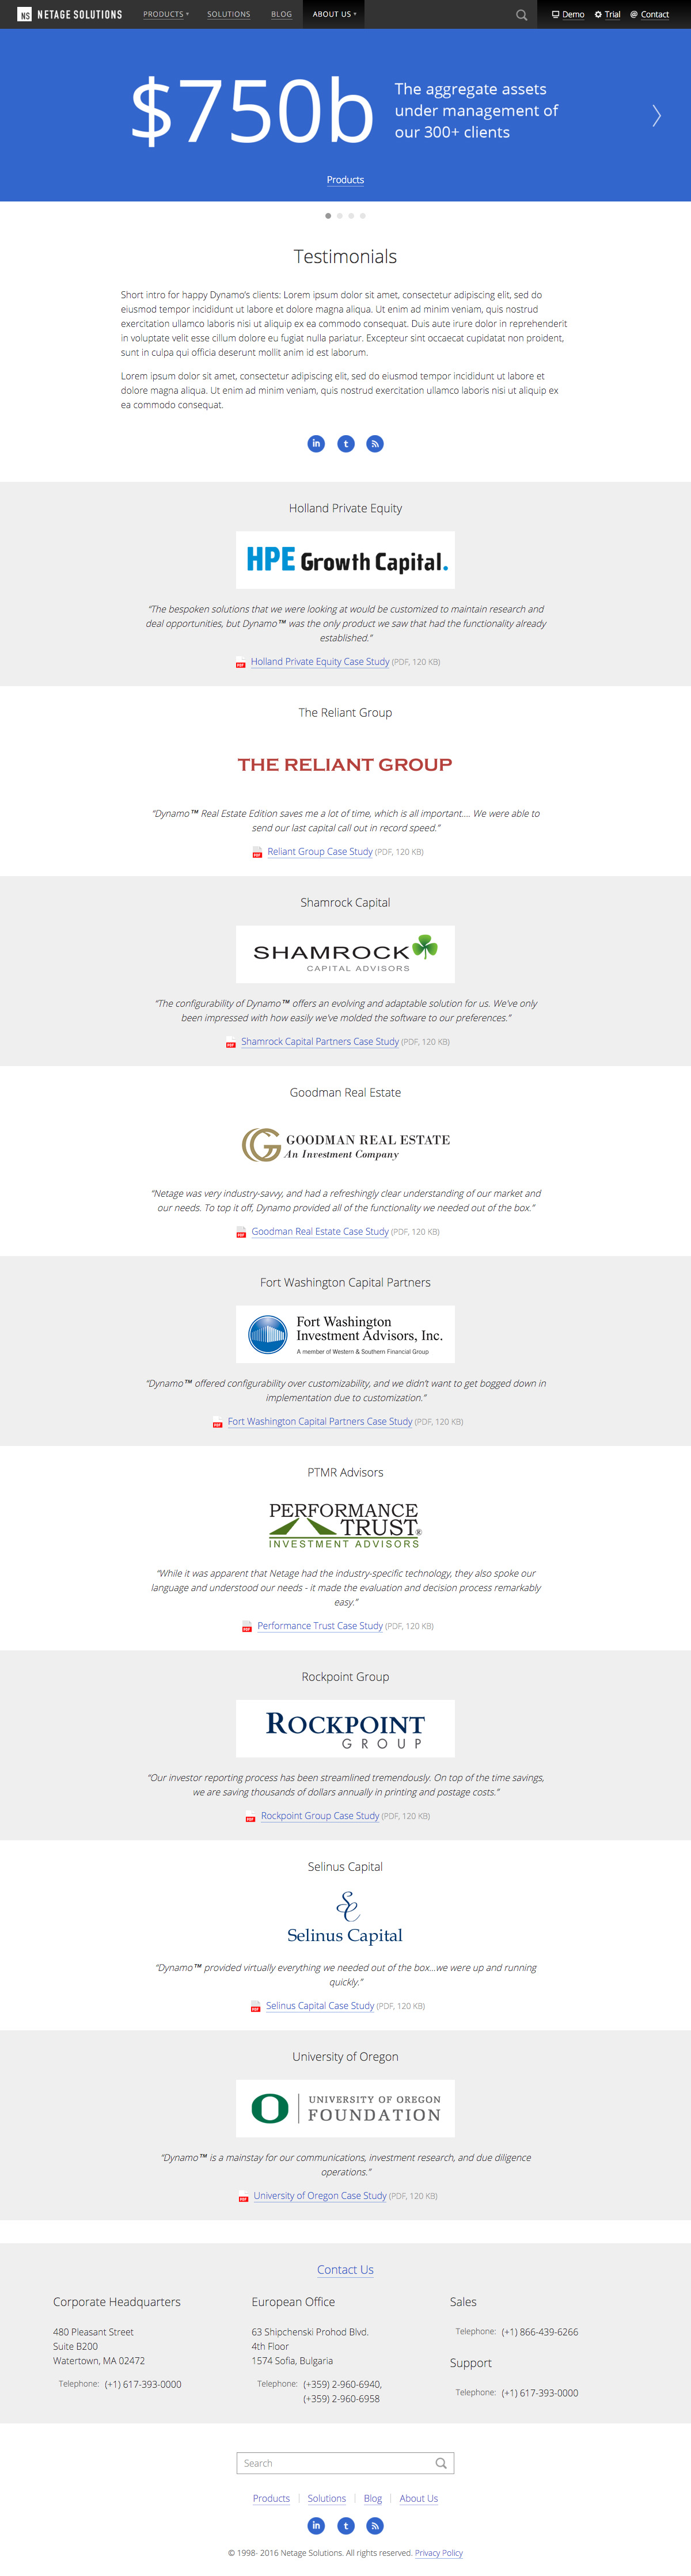 NS NETAGE SOLUTIONS PRODUCTS SOLUTIONS BLOG ABOUT US Demo Trial @ Contact
$750b
The aggregate assets
under management of
our 300+ clients
Products
Testimonials
Short intro for happy Dynamo's clients: Lorem ipsum dolor sit amet, consectetur adipiscing elit, sed do
eiusmod tempor incididunt ut labore et dolore magna aliqua. Ut enim ad minim veniam, quis nostrud
exercitation ullamco laboris nisi ut aliquip ex ea commodo consequat. Duis aute irure dolor in reprehenderit
in voluptate velit esse cillum dolore eu fugiat nulla pariatur. Excepteur sint occaecat cupidatat non proident,
sunt in culpa qui officia deserunt mollit anim id est laborum.
Lorem ipsum dolor sit amet, consectetur adipiscing elit, sed do eiusmod tempor incididunt ut labore et
dolore magna aliqua. Ut enim ad minim veniam, quis nostrud exercitation ullamco laboris nisi ut aliquip ex
ea commodo consequat.
in t
Holland Private Equity
HPE Growth Capital.
“The bespoken solutions that we were looking at would be customized to maintain research and
deal opportunities, but Dynamo™ was the only product we saw that had the functionality already
established.”
PDF Holland Private Equity Case Study (PDF, 120 KB)
The Reliant Group
THE RELIANT GROUP
“Dynamo™ Real Estate Edition saves me a lot of time, which is all important.... We were able to
send our last capital call out in record speed.”
PDF Reliant Group Case Study (PDF, 120 KB)
Shamrock Capital
SHAMROCK
CAPITAL ADVISORS
“The configurability of Dynamo™ offers an evolving and adaptable solution for us. We've only
been impressed with how easily we've molded the software to our preferences.”
PDF Shamrock Capital Partners Case Study (PDF, 120 KB)
Goodman Real Estate
G GOODMAN REAL ESTATE
An Investment Company
“Netage was very industry-savvy, and had a refreshingly clear understanding of our market and
our needs. To top it off, Dynamo provided all of the functionality we needed out of the box.”
PDF Goodman Real Estate Case Study (PDF, 120 KB)
Fort Washington Capital Partners
Fort Washington
Investment Advisors, Inc.
A member of Western & Southern Financial Group
“Dynamo™ offered configurability over customizability, and we didn't want to get bogged down in
implementation due to customization.”
PDF Fort Washington Capital Partners Case Study (PDF, 120 KB)
PTMR Advisors
PERFORMANCE
TRUST®
INVESTMENT ADVISORS
“While it was apparent that Netage had the industry-specific technology, they also spoke our
language and understood our needs - it made the evaluation and decision process remarkably
easy.”
PDF Performance Trust Case Study (PDF, 120 KB)
Rockpoint Group
ROCKPOINT
GROUP
“Our investor reporting process has been streamlined tremendously. On top of the time savings,
we are saving thousands of dollars annually in printing and postage costs.”
PDF Rockpoint Group Case Study (PDF, 120 KB)
Selinus Capital
SC
Selinus Capital
“Dynamo™ provided virtually everything we needed out of the box...we were up and running
quickly.”
PDF Selinus Capital Case Study (PDF, 120 KB)
University of Oregon
O UNIVERSITY OF OREGON
FOUNDATION
“Dynamo™ is a mainstay for our communications, investment research, and due diligence
operations.”
PDF University of Oregon Case Study (PDF, 120 KB)
Contact Us
Corporate Headquarters
480 Pleasant Street
Suite B200
Watertown, MA 02472
Telephone: (+1) 617-393-0000
European Office
63 Shipchenski Prohod Blvd.
4th Floor
1574 Sofia, Bulgaria
Telephone: (+359) 2-960-6940,
(+359) 2-960-6958
Sales
Telephone: (+1) 866-439-6266
Support
Telephone: (+1) 617-393-0000
Search
Products | Solutions | Blog | About Us
in t
© 1998- 2016 Netage Solutions. All rights reserved. Privacy Policy